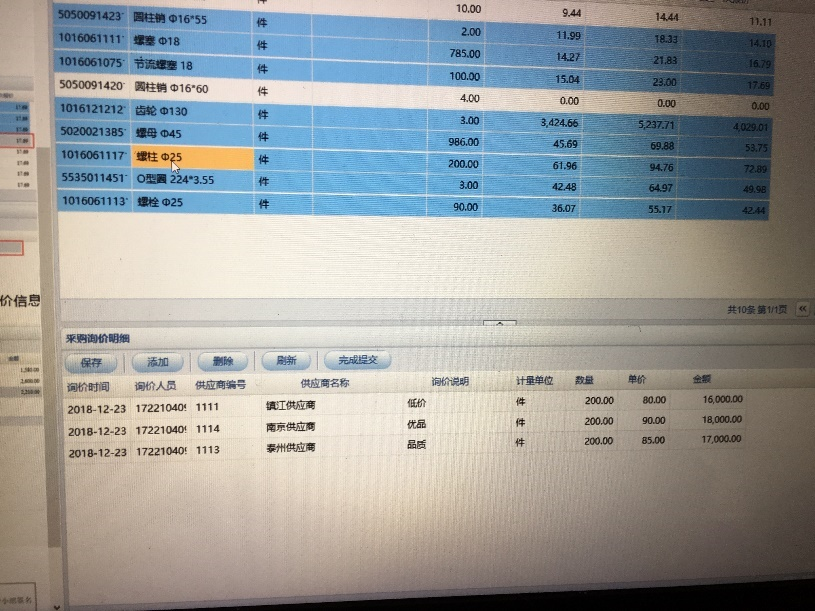 件 10.00 9.44 14.44 11.11
5050091423 圆柱销 Φ16*55 件 2.00 11.99 18.33 14.10
1016061111 螺塞 Φ18 件 785.00 14.27 21.83 16.79
1016061075 节流螺塞 18 件 100.00 15.04 23.00 17.69
5050091420 圆柱销 Φ16*60 件 4.00 0.00 0.00 0.00
1016121212 齿轮 Φ130 件 3.00 3,424.66 5,237.71 4,029.01
5020021385 螺母 Φ45 件 986.00 45.69 69.88 53.75
1016061117 螺柱 Φ25 件 200.00 61.96 94.76 72.89
5535011451 O型圈 224*3.55 件 3.00 42.48 64.97 49.98
1016061113 螺栓 Φ25 件 90.00 36.07 55.17 42.44
价信息
共10条 第1/1页
采购询价明细
保存 添加 删除 刷新 完成提交
询价时间 询价人员 供应商编号 供应商名称 询价说明 计量单位 数量 单价 金额
2018-12-23 17221040 1111 镇江供应商 低价 件 200.00 80.00 16,000.00
2018-12-23 17221040 1114 南京供应商 优品 件 200.00 90.00 18,000.00
2018-12-23 17221040 1113 泰州供应商 品质 件 200.00 85.00 17,000.00